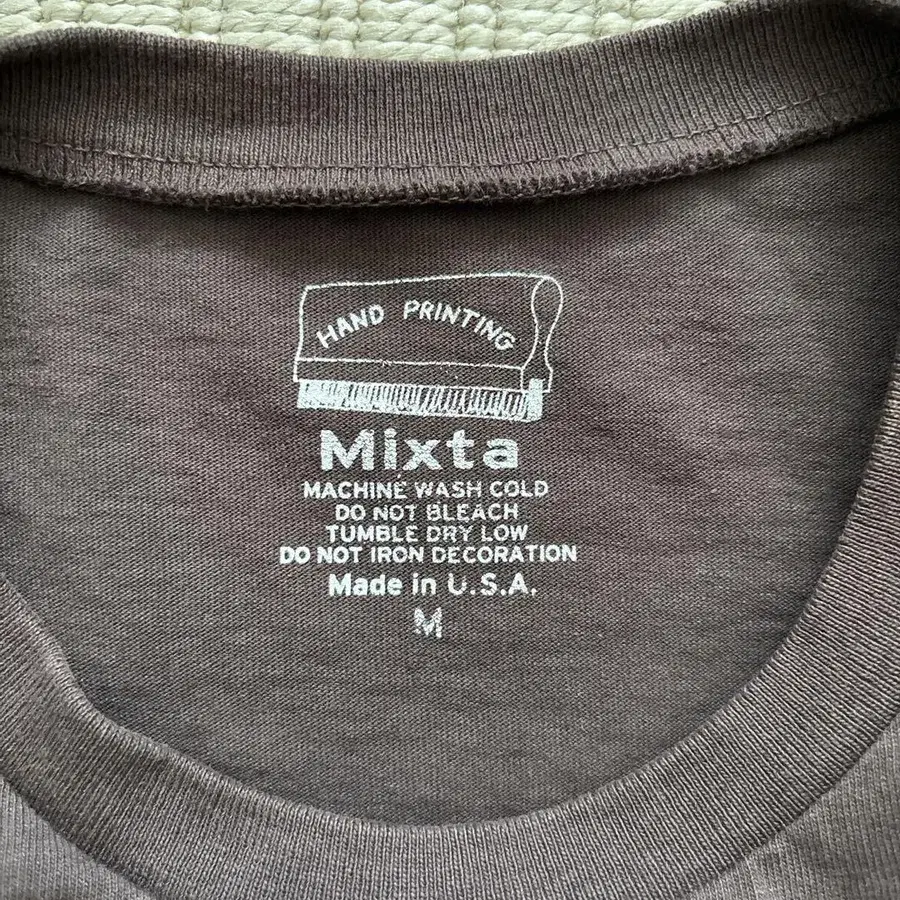 HAND PRINTING
Mixta
MACHINE WASH COLD
DO NOT BLEACH
TUMBLE DRY LOW
DO NOT IRON DECORATION
Made in U.S.A.
M